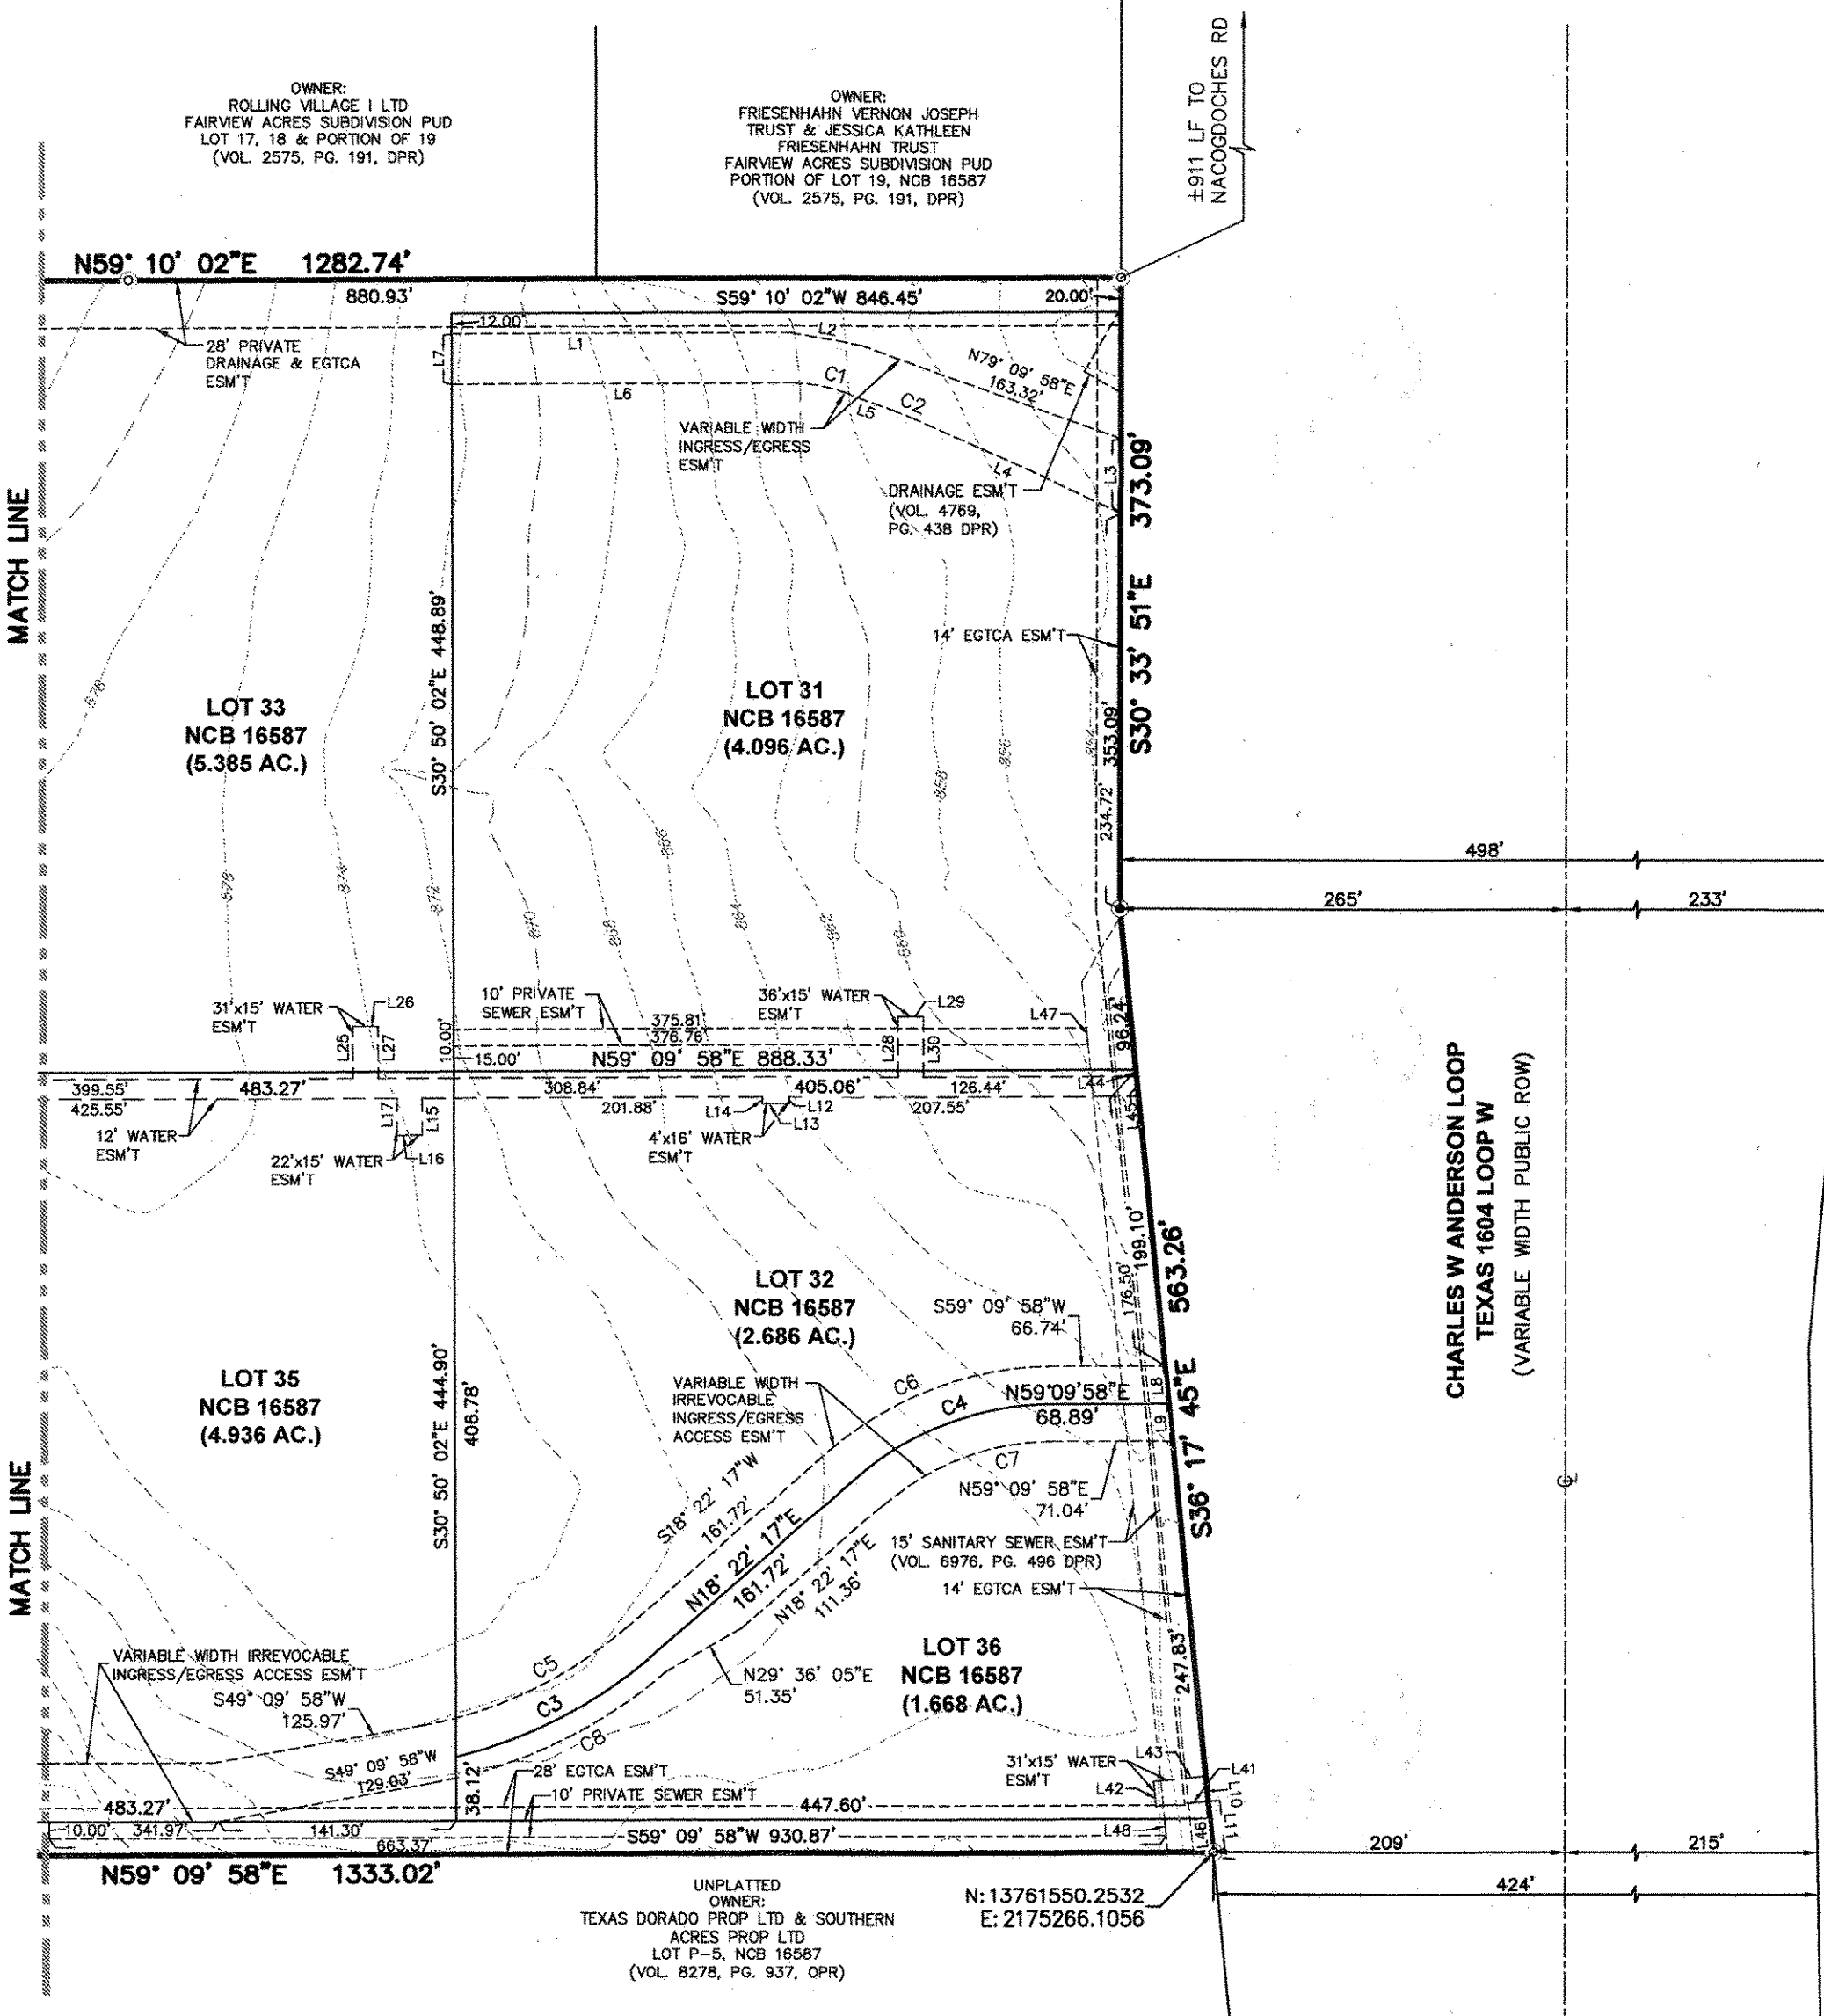 OWNER:
ROLLING VILLAGE I LTD
FAIRVIEW ACRES SUBDIVISION PUD
LOT 17, 18 & PORTION OF 19
(VOL. 2575, PG. 191, DPR)
OWNER:
FRIESENHAHN VERNON JOSEPH
TRUST & JESSICA KATHLEEN
FRIESENHAHN TRUST
FAIRVIEW ACRES SUBDIVISION PUD
PORTION OF LOT 19, NCB 16587
(VOL. 2575, PG. 191, DPR)
±911 LF TO
NACOGDOCHES RD
N59° 10' 02"E 1282.74'
880.93'
S59° 10' 02"W 846.45'
20.00'
12.00'
28' PRIVATE
DRAINAGE & EGTCA
ESM'T
L7
L1
L2
L6
C1
L5
C2
N79° 09' 58"E
163.32'
VARIABLE WIDTH
INGRESS/EGRESS
ESM'T
L4
L3
DRAINAGE ESM'T
(VOL. 4769,
PG. 438 DPR)
373.09'
S30° 33' 51"E
MATCH LINE
14' EGTCA ESM'T
S30° 50' 02"E 448.89'
878
LOT 33
NCB 16587
(5.385 AC.)
LOT 31
NCB 16587
(4.096 AC.)
353.09'
234.72'
854
856
858
876
874
872
870
868
866
864
862
860
498'
265'
233'
31'x15' WATER
ESM'T
L26
L25
L27
10' PRIVATE
SEWER ESM'T
36'x15' WATER
ESM'T
L29
L28
L30
L47
96.24'
375.81
376.76'
10.00'
15.00'
N59° 09' 58"E 888.33'
L44
L45
399.55'
483.27'
425.55'
308.84'
405.06'
126.44'
201.88'
207.55'
12' WATER
ESM'T
L17
L15
L16
22'x15' WATER
ESM'T
L14
L12
L13
4'x16' WATER
ESM'T
CHARLES W ANDERSON LOOP
TEXAS 1604 LOOP W
(VARIABLE WIDTH PUBLIC ROW)
199.10'
176.50'
563.26'
S36° 17' 45"E
LOT 32
NCB 16587
(2.686 AC.)
S59° 09' 58"W
66.74'
LOT 35
NCB 16587
(4.936 AC.)
S30° 50' 02"E 444.90'
406.78'
VARIABLE WIDTH
IRREVOCABLE
INGRESS/EGRESS
ACCESS ESM'T
C6
C4
N59°09'58"E
68.89'
L8
L9
C7
N59° 09' 58"E
71.04'
S18° 22' 17"W
161.72'
N18° 22' 17"E
161.72'
N18° 22' 17"E
111.36'
15' SANITARY SEWER ESM'T
(VOL. 6976, PG. 496 DPR)
14' EGTCA ESM'T
MATCH LINE
VARIABLE WIDTH IRREVOCABLE
INGRESS/EGRESS ACCESS ESM'T
S49° 09' 58"W
125.97'
C5
C3
C8
N29° 36' 05"E
51.35'
LOT 36
NCB 16587
(1.668 AC.)
247.83'
S49° 09' 58"W
129.03'
38.12'
28' EGTCA ESM'T
10' PRIVATE SEWER ESM'T
31'x15' WATER
ESM'T
L43
L42
L41
L10
L11
L46
L48
483.27'
447.60'
10.00'
341.97'
141.30'
663.37'
S59° 09' 58"W 930.87'
N59° 09' 58"E 1333.02'
209'
215'
424'
UNPLATTED
OWNER:
TEXAS DORADO PROP LTD & SOUTHERN
ACRES PROP LTD
LOT P-5, NCB 16587
(VOL. 8278, PG. 937, OPR)
N: 13761550.2532
E: 2175266.1056